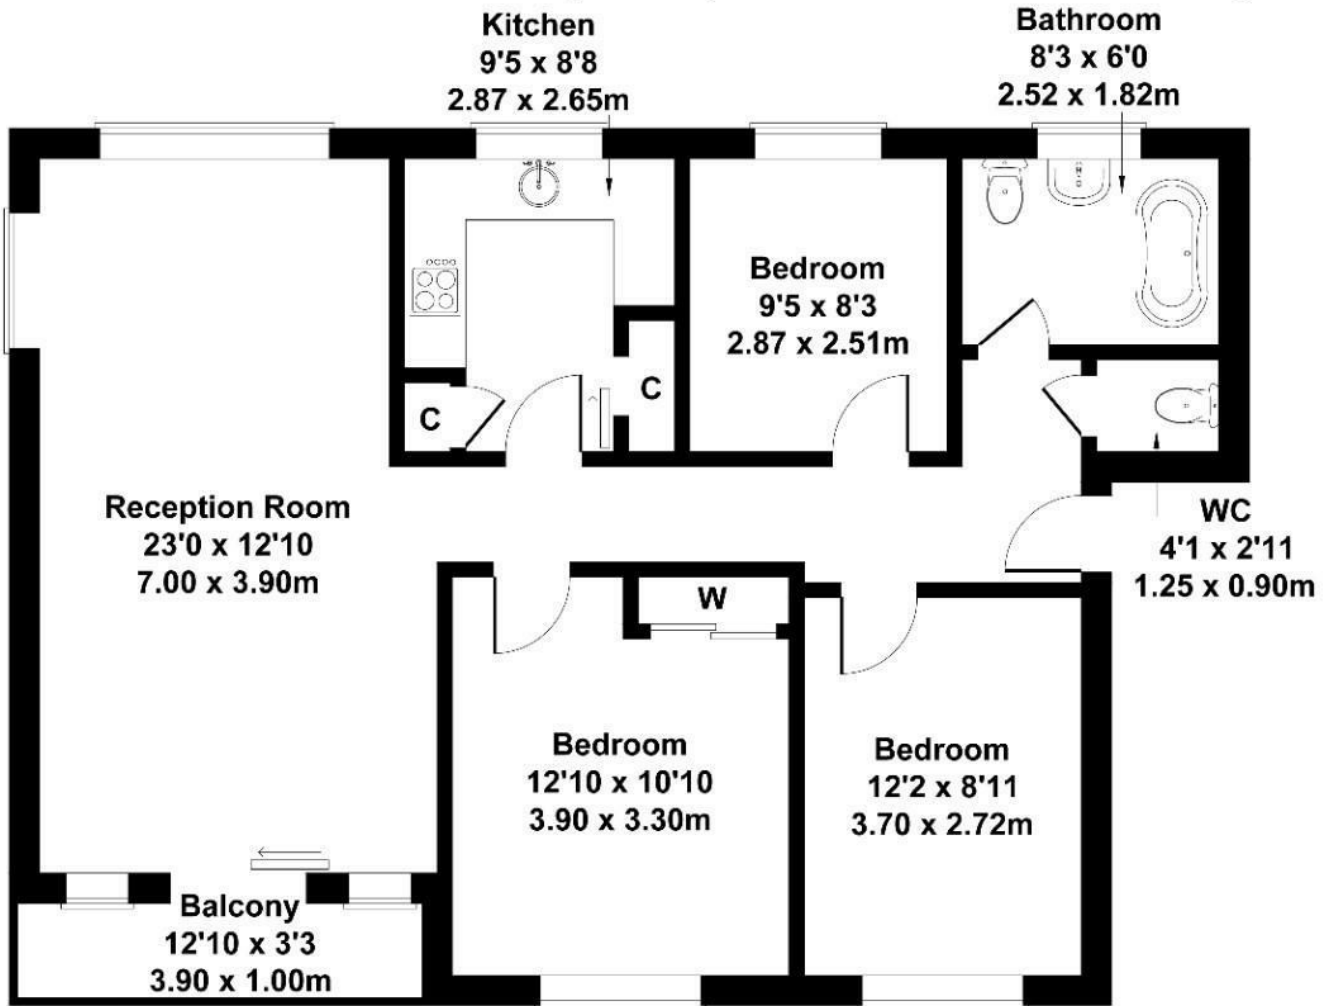 Kitchen
9'5 x 8'8
2.87 x 2.65m
Bathroom
8'3 x 6'0
2.52 x 1.82m
Bedroom
9'5 x 8'3
2.87 x 2.51m
C
C
Reception Room
23'0 x 12'10
7.00 x 3.90m
WC
4'1 x 2'11
1.25 x 0.90m
W
Bedroom
12'10 x 10'10
3.90 x 3.30m
Bedroom
12'2 x 8'11
3.70 x 2.72m
Balcony
12'10 x 3'3
3.90 x 1.00m